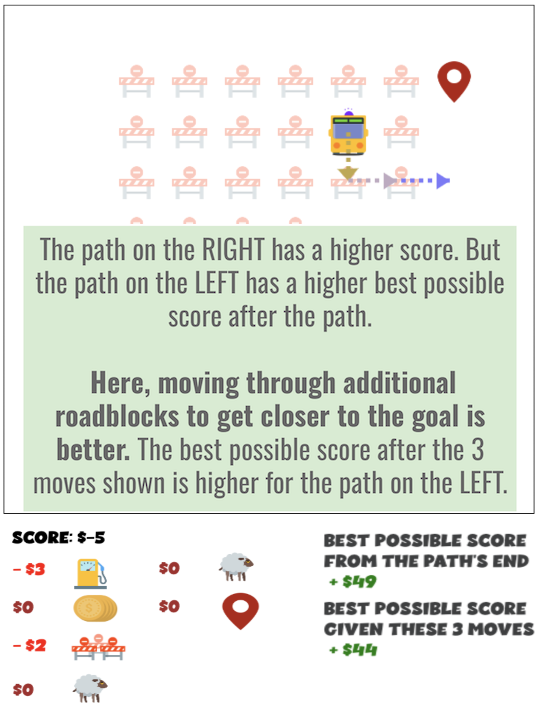 The path on the RIGHT has a higher score. But
the path on the LEFT has a higher best possible
score after the path.
Here, moving through additional
roadblocks to get closer to the goal is
better. The best possible score after the 3
moves shown is higher for the path on the LEFT.
SCORE: $-5
- $3
$0
- $2
$0
$0
$0
BEST POSSIBLE SCORE
FROM THE PATH'S END
+ $49
BEST POSSIBLE SCORE
GIVEN THESE 3 MOVES
+ $44